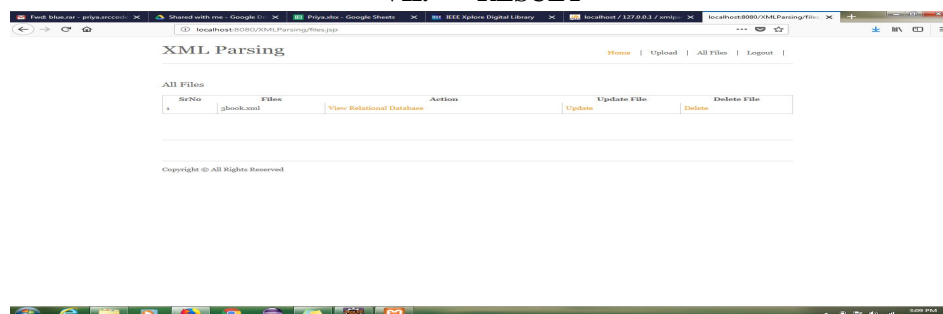 VII. RESULT
Fwd: blue.rar - priya.srccode Shared with me - Google Dr Priya.xlsx - Google Sheets IEEE Xplore Digital Library localhost / 127.0.0.1 / xmlp localhost:8080/XMLParsing/files
localhost:8080/XMLParsing/files.jsp
XML Parsing
Home | Upload | All Files | Logout |
All Files
SrNo Files Action Update File Delete File
1 3book.xml View Relational Database Update Delete
Copyright © All Rights Reserved
5:09 PM